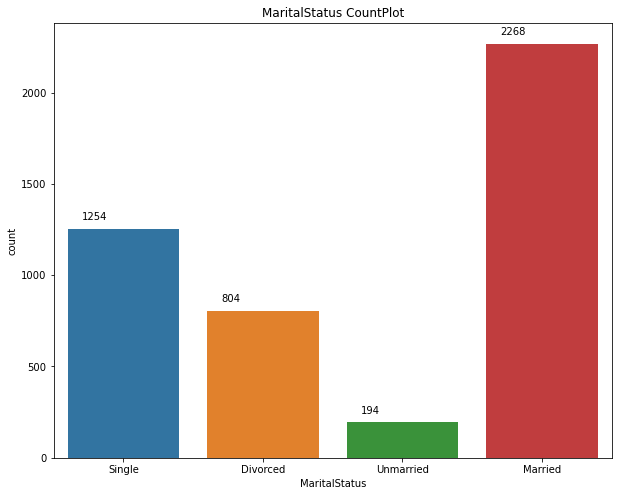 MaritalStatus CountPlot
2268
2000
1500
1254
1000
804
500
194
0
count
Single Divorced Unmarried Married
MaritalStatus